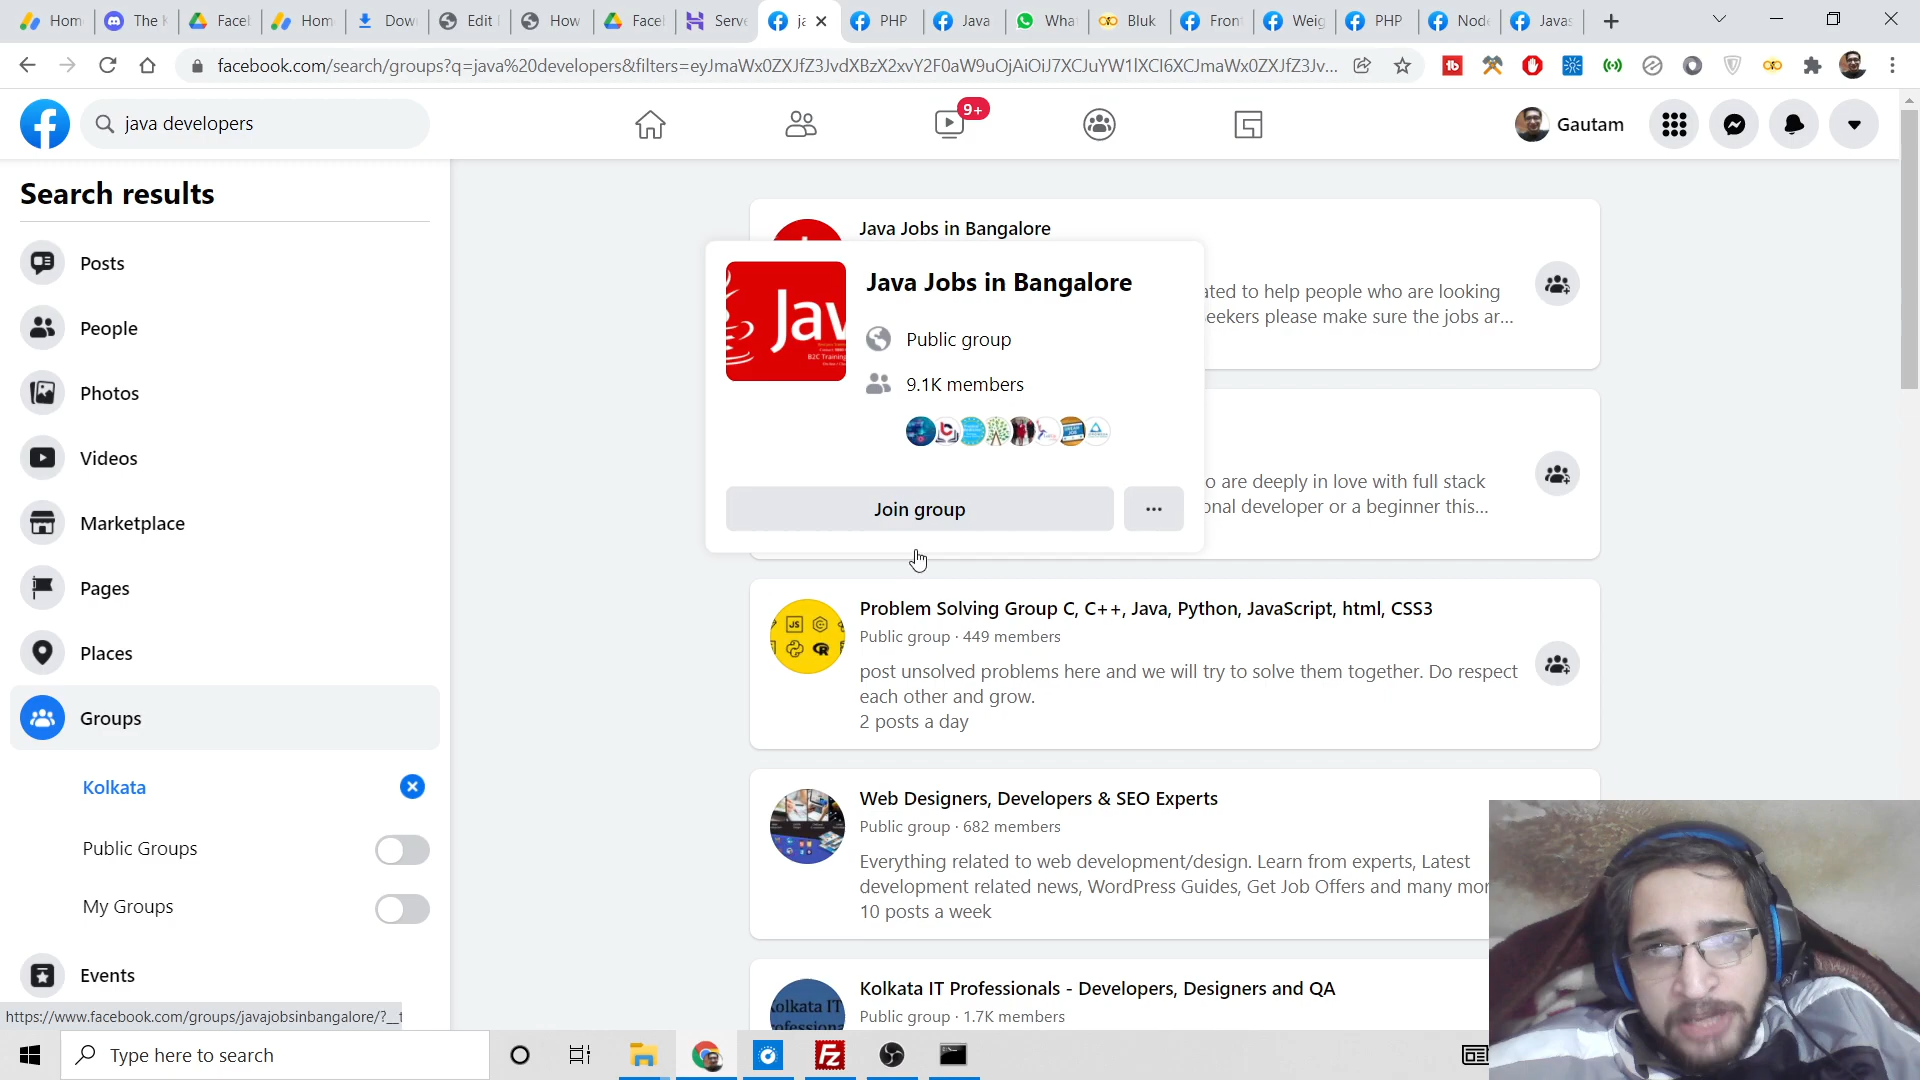 Hom
The K
Facel
Hom
Dow
Edit
How
Facel
Serve
ja
PHP
Java
Wha
Bluk
Fron
Weig
PHP
Node
Javas
facebook.com/search/groups?q=java%20developers&filters=eyJmaWx0ZXJfZ3JvdXBzX2xvY2F0aW9uOjAiOiJ7XCJuYW1lXCI6XCJmaWx0ZXJfZ3Jv...
java developers
9+
Gautam
Search results
Posts
People
Photos
Videos
Marketplace
Pages
Places
Groups
Kolkata
Public Groups
My Groups
Events
Java Jobs in Bangalore
ated to help people who are looking
eekers please make sure the jobs ar...
Java Jobs in Bangalore
Public group
9.1K members
Join group
o are deeply in love with full stack
onal developer or a beginner this...
Problem Solving Group C, C++, Java, Python, JavaScript, html, CSS3
Public group · 449 members
post unsolved problems here and we will try to solve them together. Do respect
each other and grow.
2 posts a day
Web Designers, Developers & SEO Experts
Public group · 682 members
Everything related to web development/design. Learn from experts, Latest
development related news, WordPress Guides, Get Job Offers and many mor
10 posts a week
Kolkata IT Professionals - Developers, Designers and QA
Public group · 1.7K members
https://www.facebook.com/groups/javajobsinbangalore/?__t
Type here to search